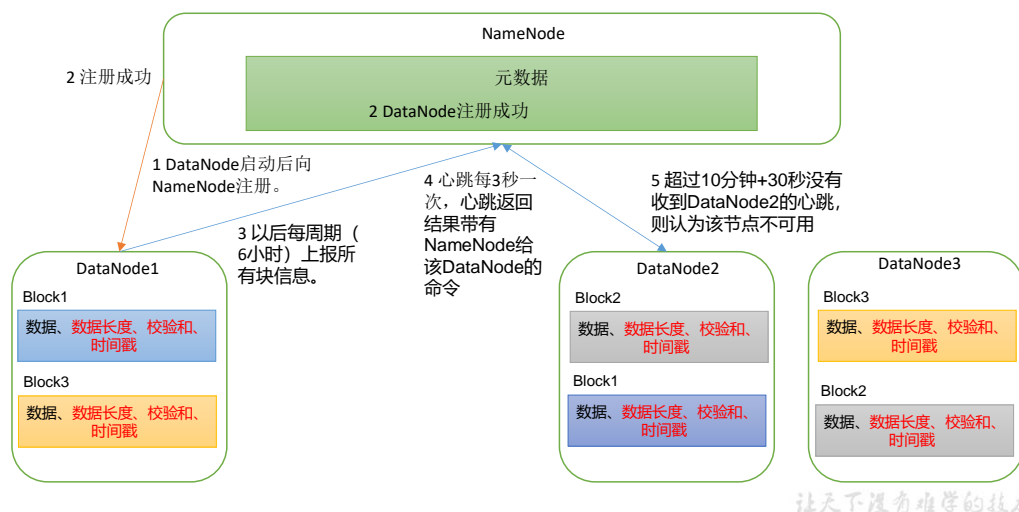 NameNode
元数据
2 DataNode注册成功
2 注册成功
1 DataNode启动后向
NameNode注册。
3 以后每周期（
6小时）上报所
有块信息。
4 心跳每3秒一
次，心跳返回
结果带有
NameNode给
该DataNode的
命令
5 超过10分钟+30秒没有
收到DataNode2的心跳，
则认为该节点不可用
DataNode1
Block1
数据、数据长度、校验和、
时间戳
Block3
数据、数据长度、校验和、
时间戳
DataNode2
Block2
数据、数据长度、校验和、
时间戳
Block1
数据、数据长度、校验和、
时间戳
DataNode3
Block3
数据、数据长度、校验和、
时间戳
Block2
数据、数据长度、校验和、
时间戳
让天下没有难学的技